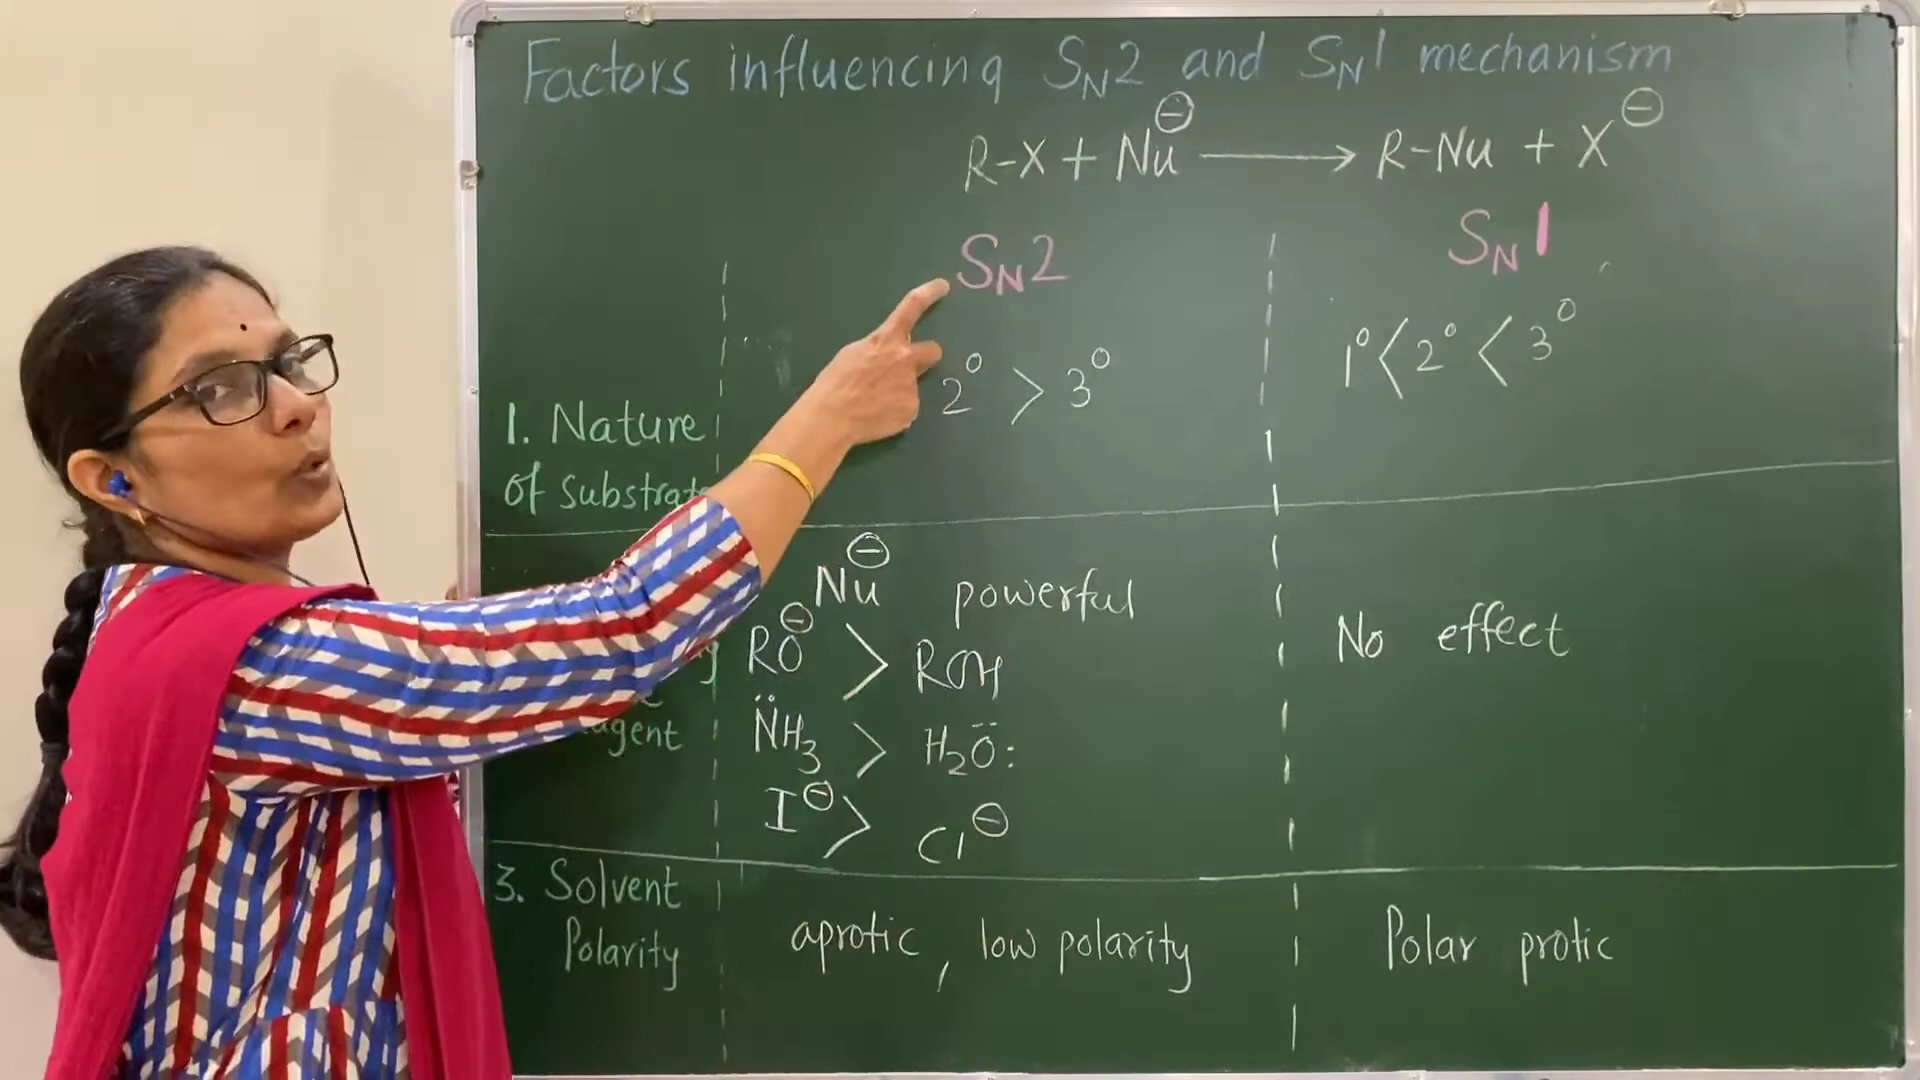 Factors influencing SN2 and SN1 mechanism
R-X + Nu⊖ ⟶ R-Nu + X⊖
SN2
SN1
2° > 3°
1° < 2° < 3°
1. Nature
of substrat
Nu⊖ powerful
RO⊖ > ROH
No effect
agent
N̈H3 > H2Ö:
I⊖ > Cl⊖
3. Solvent
Polarity
aprotic, low polarity
Polar protic